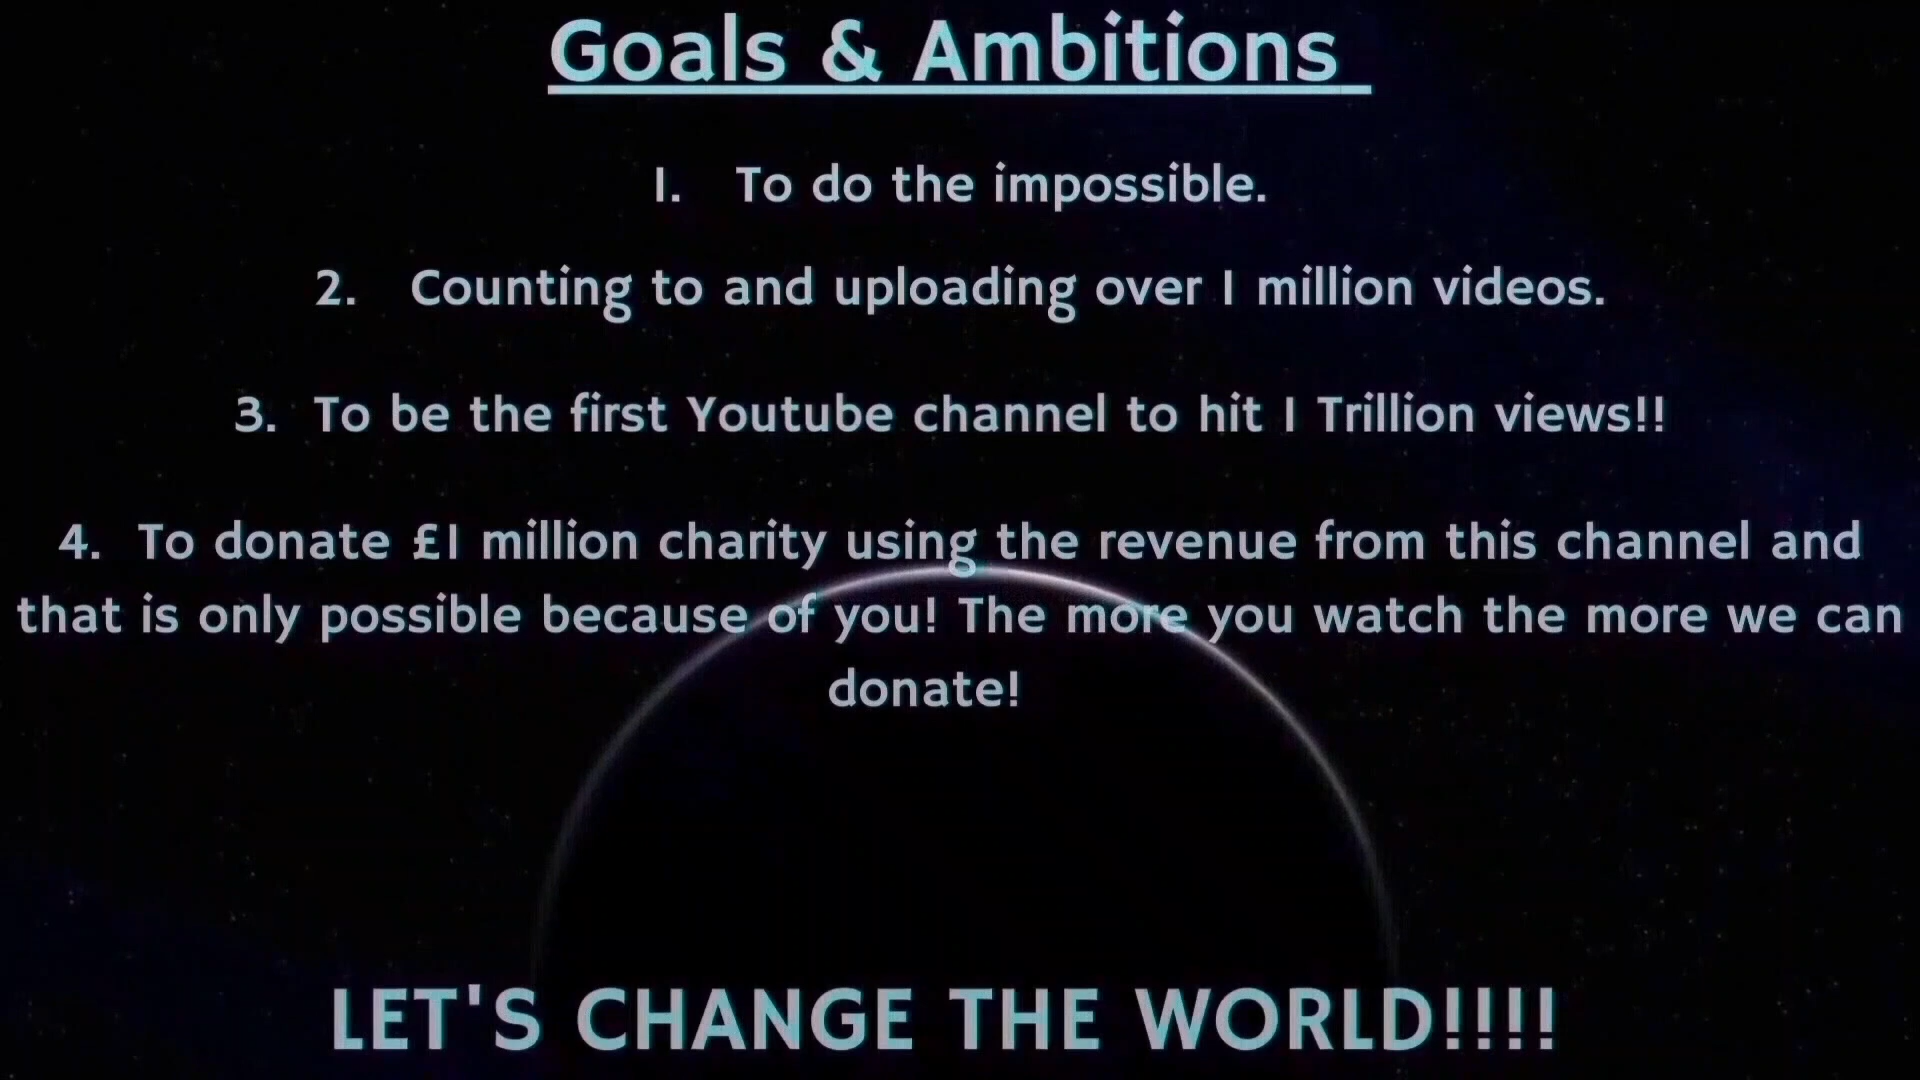 Goals & Ambitions
1. To do the impossible.
2. Counting to and uploading over 1 million videos.
3. To be the first Youtube channel to hit 1 Trillion views!!
4. To donate £1 million charity using the revenue from this channel and
that is only possible because of you! The more you watch the more we can
donate!
LET'S CHANGE THE WORLD!!!!